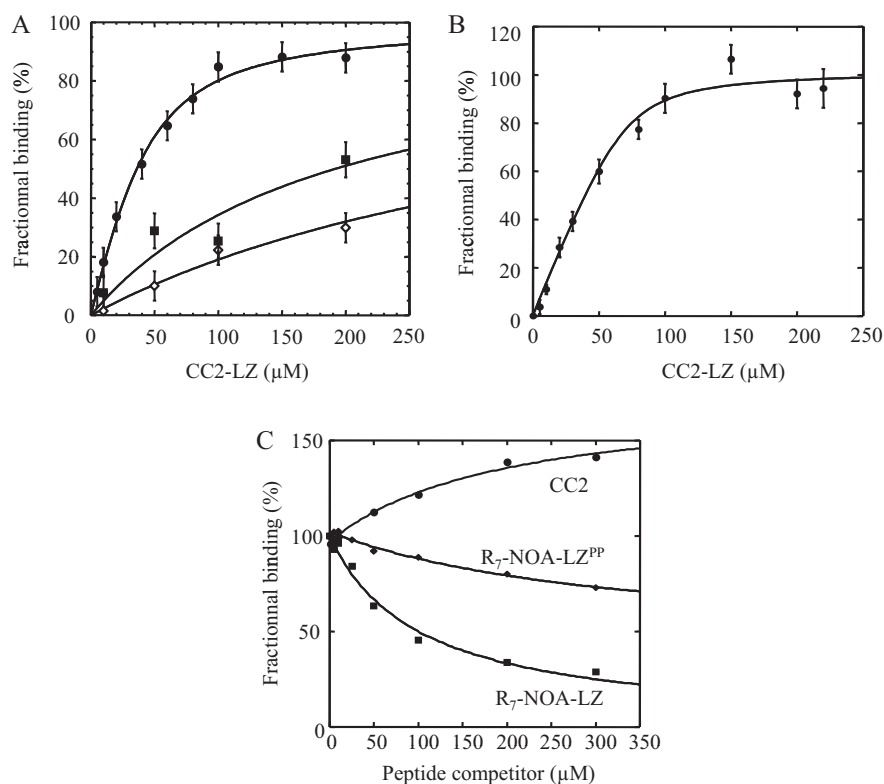 A
100
80
60
40
20
0
Fractionnal binding (%)
0 50 100 150 200 250
CC2-LZ (µM)
B
120
100
80
60
40
20
0
Fractionnal binding (%)
0 50 100 150 200 250
CC2-LZ (µM)
C
150
100
50
0
Fractionnal binding (%)
CC2
R₇-NOA-LZᴾᴾ
R₇-NOA-LZ
0 50 100 150 200 250 300 350
Peptide competitor (µM)